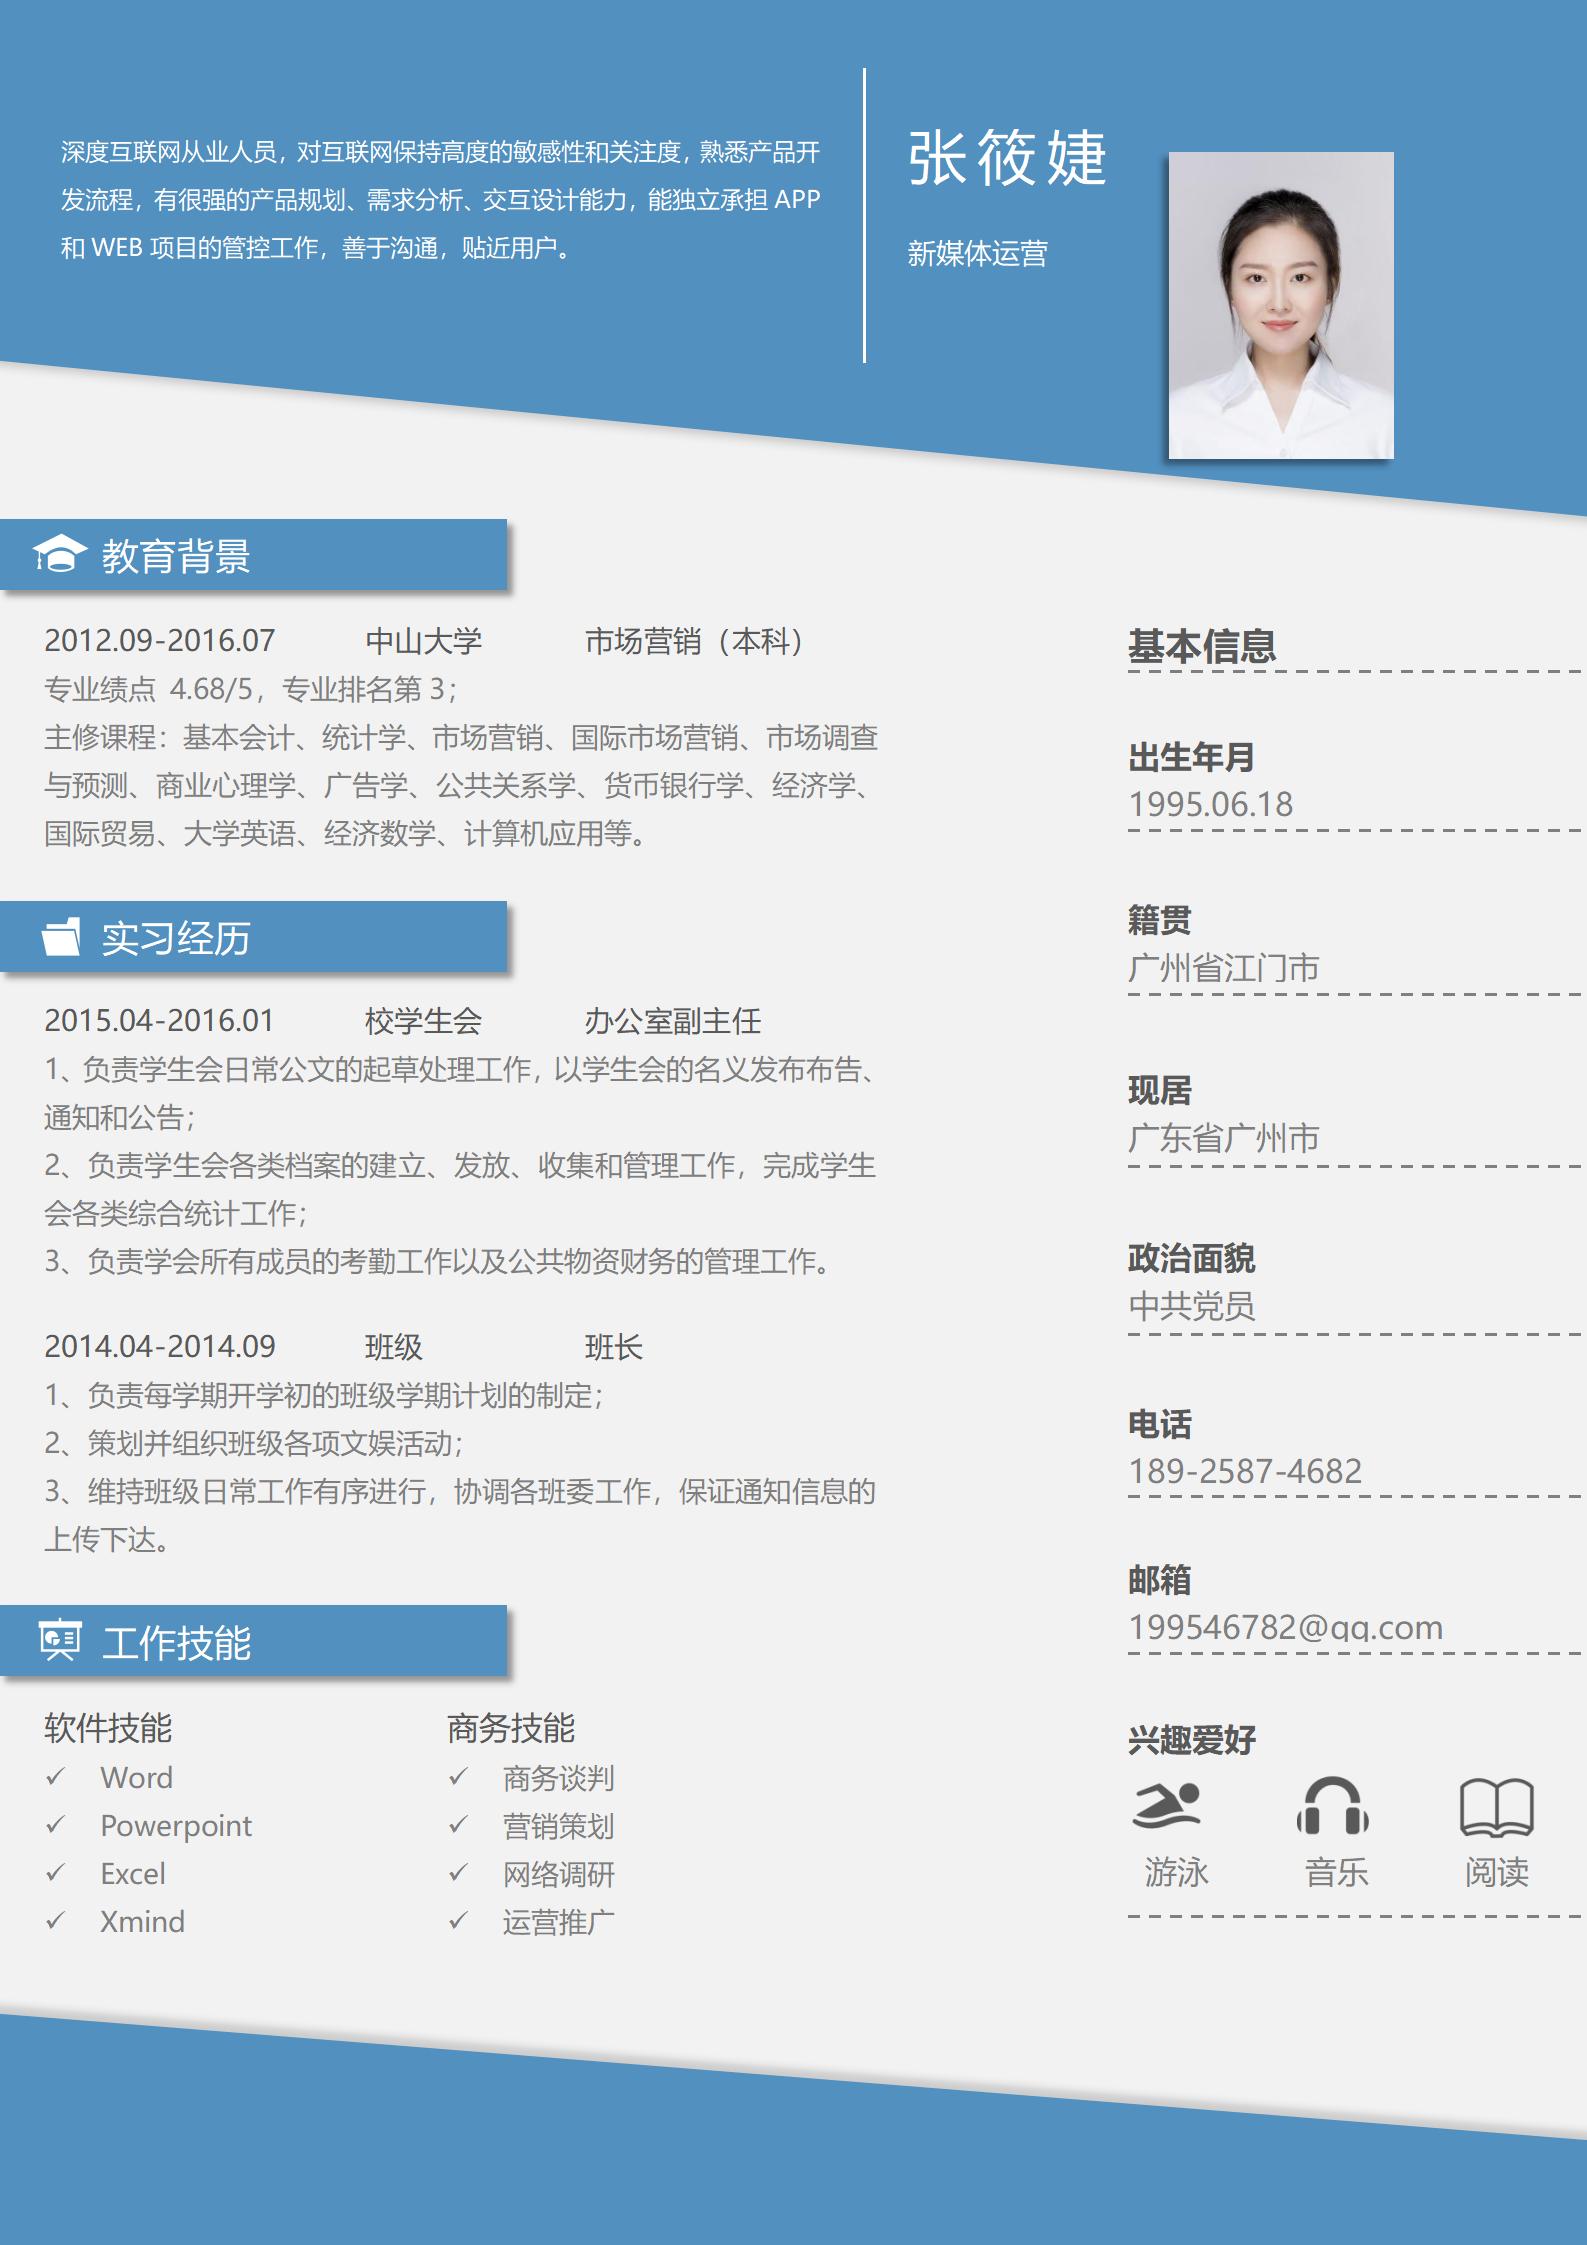 深度互联网从业人员，对互联网保持高度的敏感性和关注度，熟悉产品开
发流程，有很强的产品规划、需求分析、交互设计能力，能独立承担 APP
和 WEB 项目的管控工作，善于沟通，贴近用户。
张筱婕
新媒体运营
教育背景
2012.09-2016.07 中山大学 市场营销（本科）
专业绩点 4.68/5，专业排名第 3；
主修课程：基本会计、统计学、市场营销、国际市场营销、市场调查
与预测、商业心理学、广告学、公共关系学、货币银行学、经济学、
国际贸易、大学英语、经济数学、计算机应用等。
实习经历
2015.04-2016.01 校学生会 办公室副主任
1、负责学生会日常公文的起草处理工作，以学生会的名义发布布告、
通知和公告；
2、负责学生会各类档案的建立、发放、收集和管理工作，完成学生
会各类综合统计工作；
3、负责学会所有成员的考勤工作以及公共物资财务的管理工作。
2014.04-2014.09 班级 班长
1、负责每学期开学初的班级学期计划的制定；
2、策划并组织班级各项文娱活动；
3、维持班级日常工作有序进行，协调各班委工作，保证通知信息的
上传下达。
工作技能
软件技能 商务技能
✓ Word ✓ 商务谈判
✓ Powerpoint ✓ 营销策划
✓ Excel ✓ 网络调研
✓ Xmind ✓ 运营推广
基本信息
出生年月
1995.06.18
籍贯
广州省江门市
现居
广东省广州市
政治面貌
中共党员
电话
189-2587-4682
邮箱
199546782@qq.com
兴趣爱好
游泳 音乐 阅读